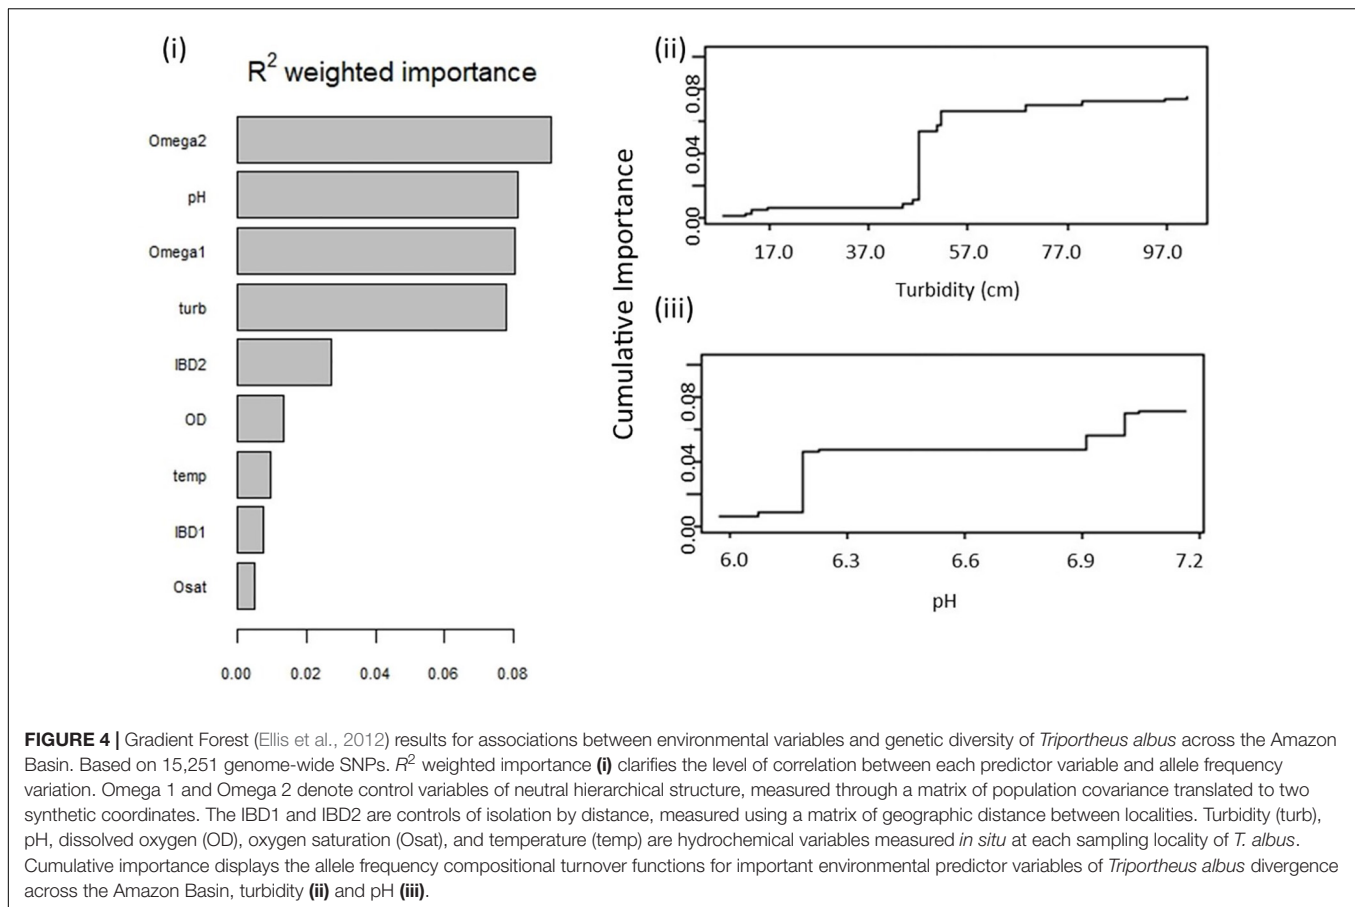 (i)
R² weighted importance
Omega2
pH
Omega1
turb
IBD2
OD
temp
IBD1
Osat
0.00 0.02 0.04 0.06 0.08
Cumulative Importance
(ii)
0.08
0.04
0.00
17.0 37.0 57.0 77.0 97.0
Turbidity (cm)
(iii)
0.08
0.04
0.00
6.0 6.3 6.6 6.9 7.2
pH
FIGURE 4 | Gradient Forest (Ellis et al., 2012) results for associations between environmental variables and genetic diversity of Triportheus albus across the Amazon
Basin. Based on 15,251 genome-wide SNPs. R² weighted importance (i) clarifies the level of correlation between each predictor variable and allele frequency
variation. Omega 1 and Omega 2 denote control variables of neutral hierarchical structure, measured through a matrix of population covariance translated to two
synthetic coordinates. The IBD1 and IBD2 are controls of isolation by distance, measured using a matrix of geographic distance between localities. Turbidity (turb),
pH, dissolved oxygen (OD), oxygen saturation (Osat), and temperature (temp) are hydrochemical variables measured in situ at each sampling locality of T. albus.
Cumulative importance displays the allele frequency compositional turnover functions for important environmental predictor variables of Triportheus albus divergence
across the Amazon Basin, turbidity (ii) and pH (iii).